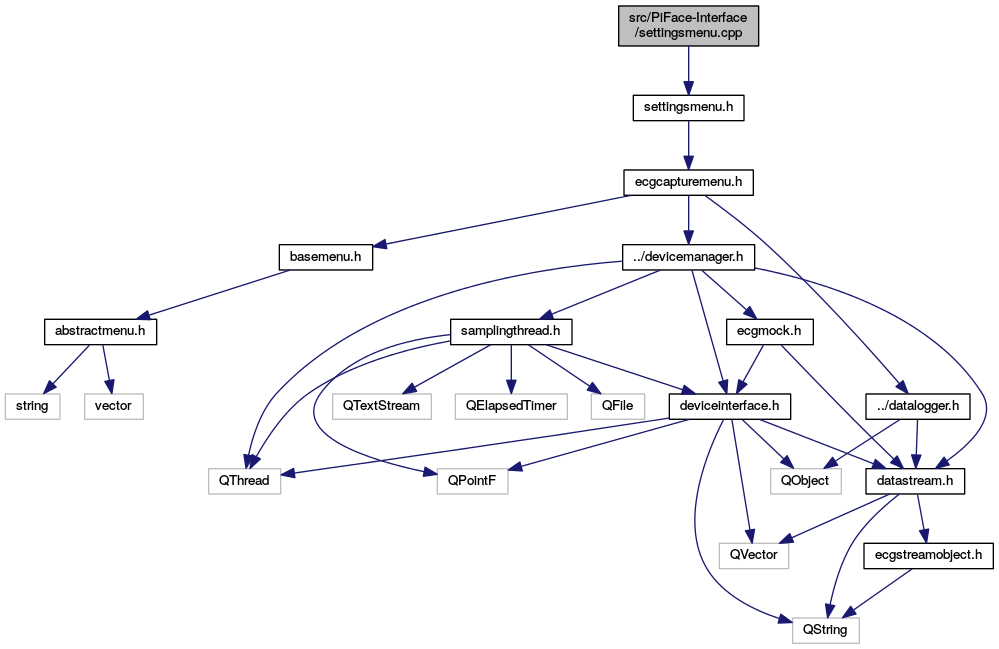 src/PiFace-Interface
/settingsmenu.cpp
settingsmenu.h
ecgcapturemenu.h
basemenu.h
../devicemanager.h
abstractmenu.h
samplingthread.h
ecgmock.h
string
vector
QTextStream
QElapsedTimer
QFile
deviceinterface.h
../datalogger.h
QThread
QPointF
QObject
datastream.h
QVector
ecgstreamobject.h
QString